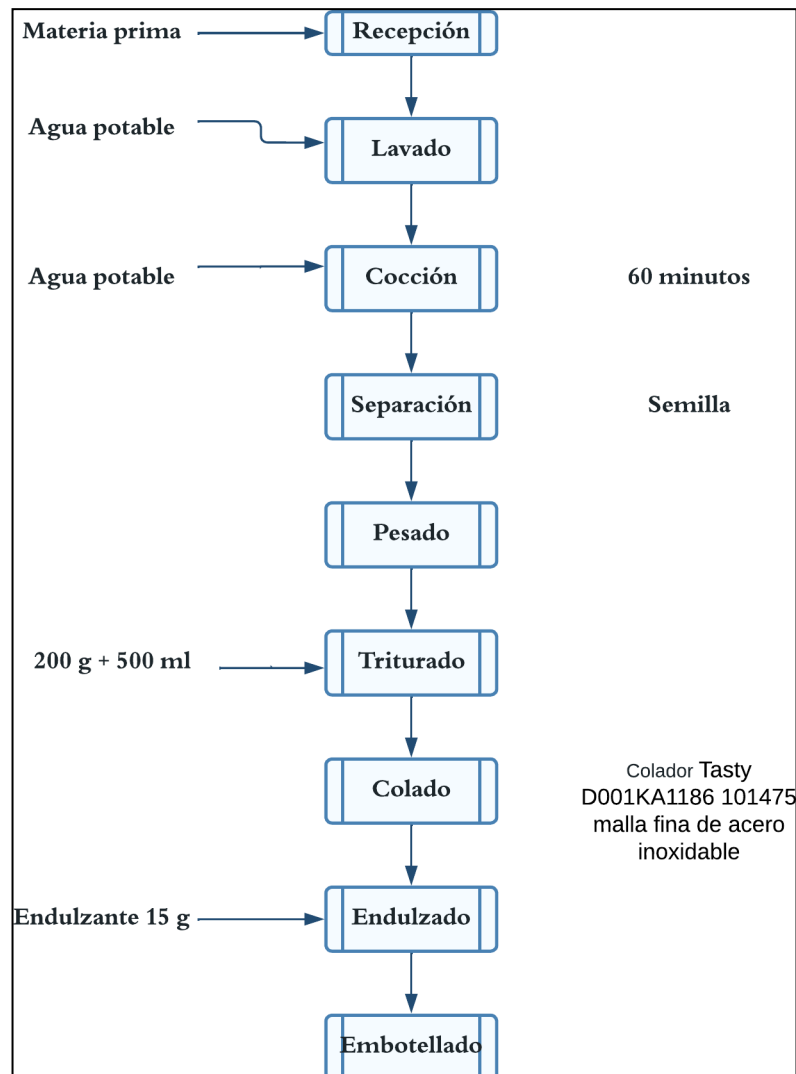 Materia prima
Recepción
Agua potable
Lavado
Agua potable
Cocción
60 minutos
Separación
Semilla
Pesado
200 g + 500 ml
Triturado
Colado
Colador Tasty
D001KA1186 101475
malla fina de acero
inoxidable
Endulzante 15 g
Endulzado
Embotellado